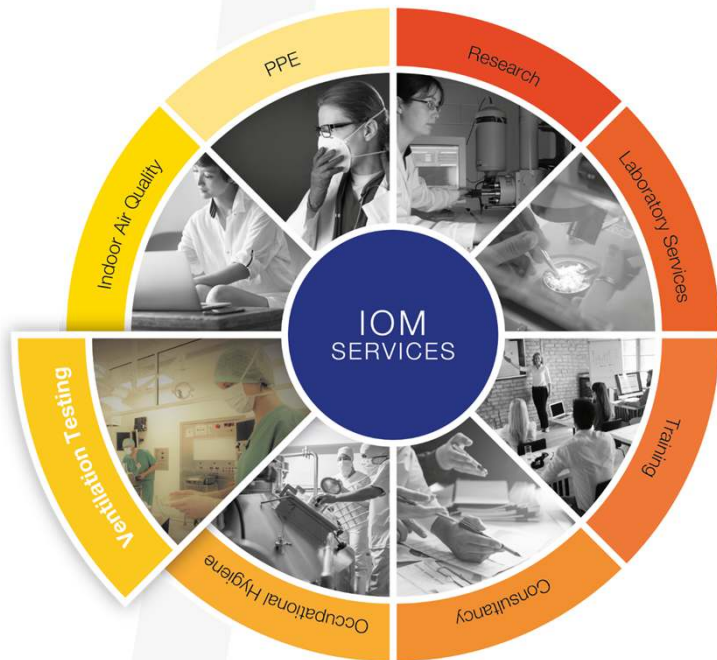 IOM
SERVICES
Research
Laboratory Services
Training
Consultancy
Occupational Hygiene
Ventilation Testing
Indoor Air Quality
PPE